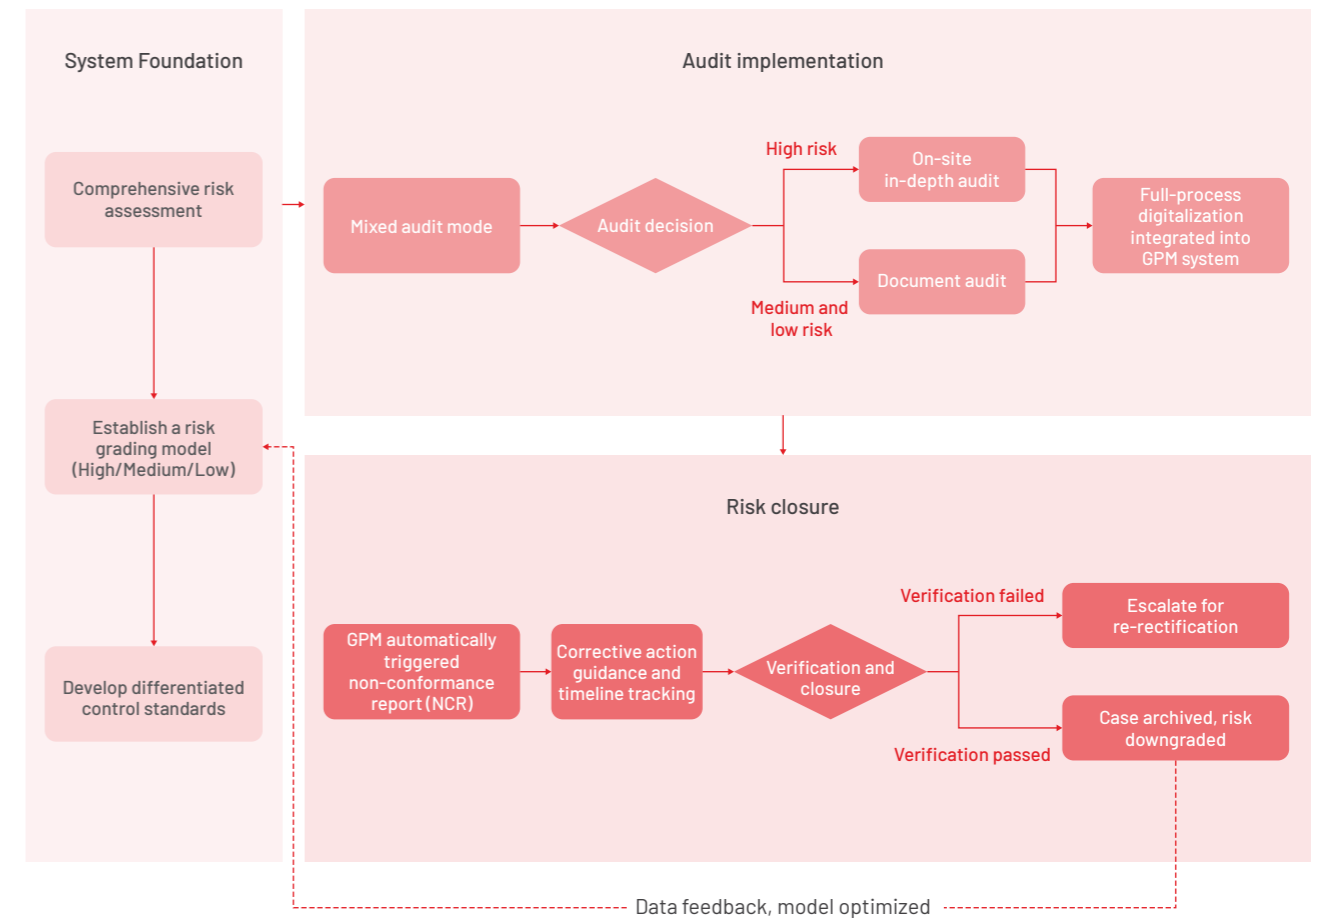 System Foundation
Comprehensive risk
assessment
Establish a risk
grading model
(High/Medium/Low)
Develop differentiated
control standards
Audit implementation
Mixed audit mode
Audit decision
High risk
On-site
in-depth audit
Medium and
low risk
Document audit
Full-process
digitalization
integrated into
GPM system
Risk closure
GPM automatically
triggered
non-conformance
report (NCR)
Corrective action
guidance and
timeline tracking
Verification and
closure
Verification failed
Escalate for
re-rectification
Verification passed
Case archived, risk
downgraded
Data feedback, model optimized